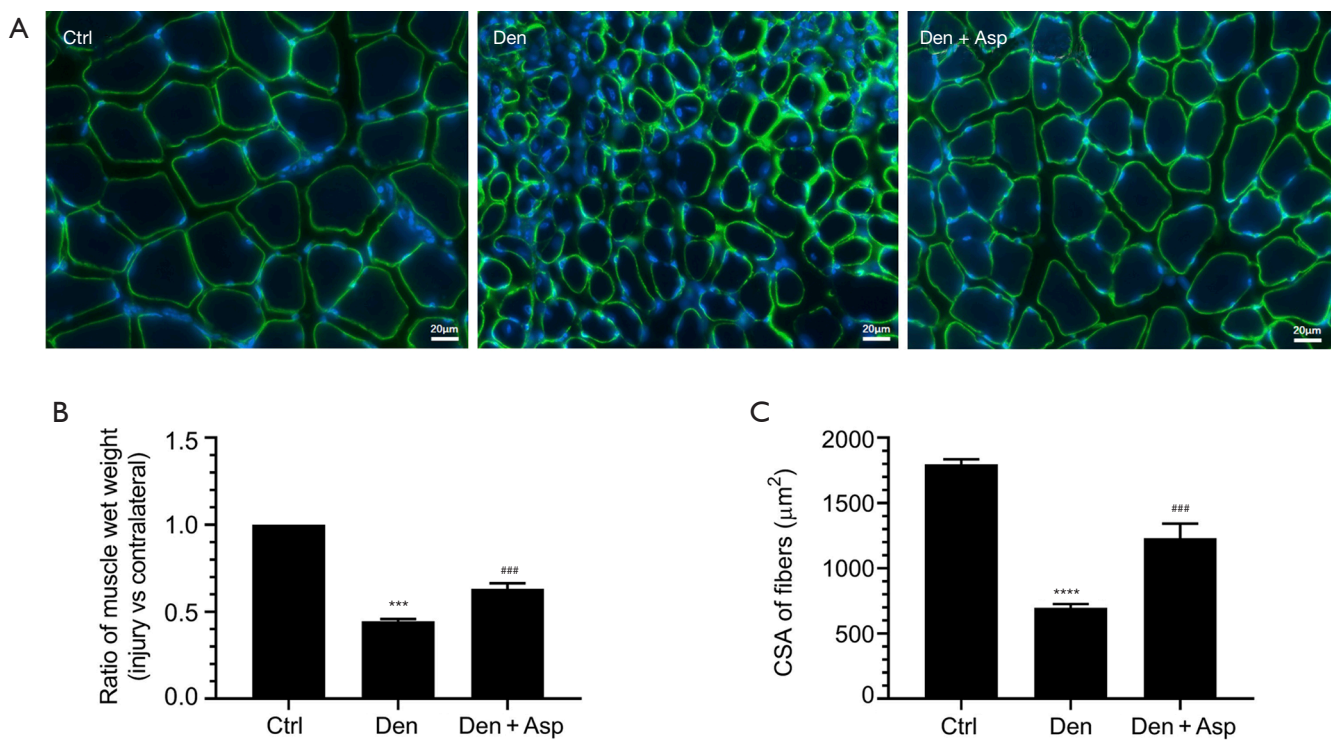 A
Ctrl
Den
Den + Asp
20μm
20μm
20μm
B
Ratio of muscle wet weight
(injury vs contralateral)
1.5
1.0
0.5
0.0
***
###
Ctrl
Den
Den + Asp
C
CSA of fibers (μm²)
2000
1500
1000
500
0
****
###
Ctrl
Den
Den + Asp